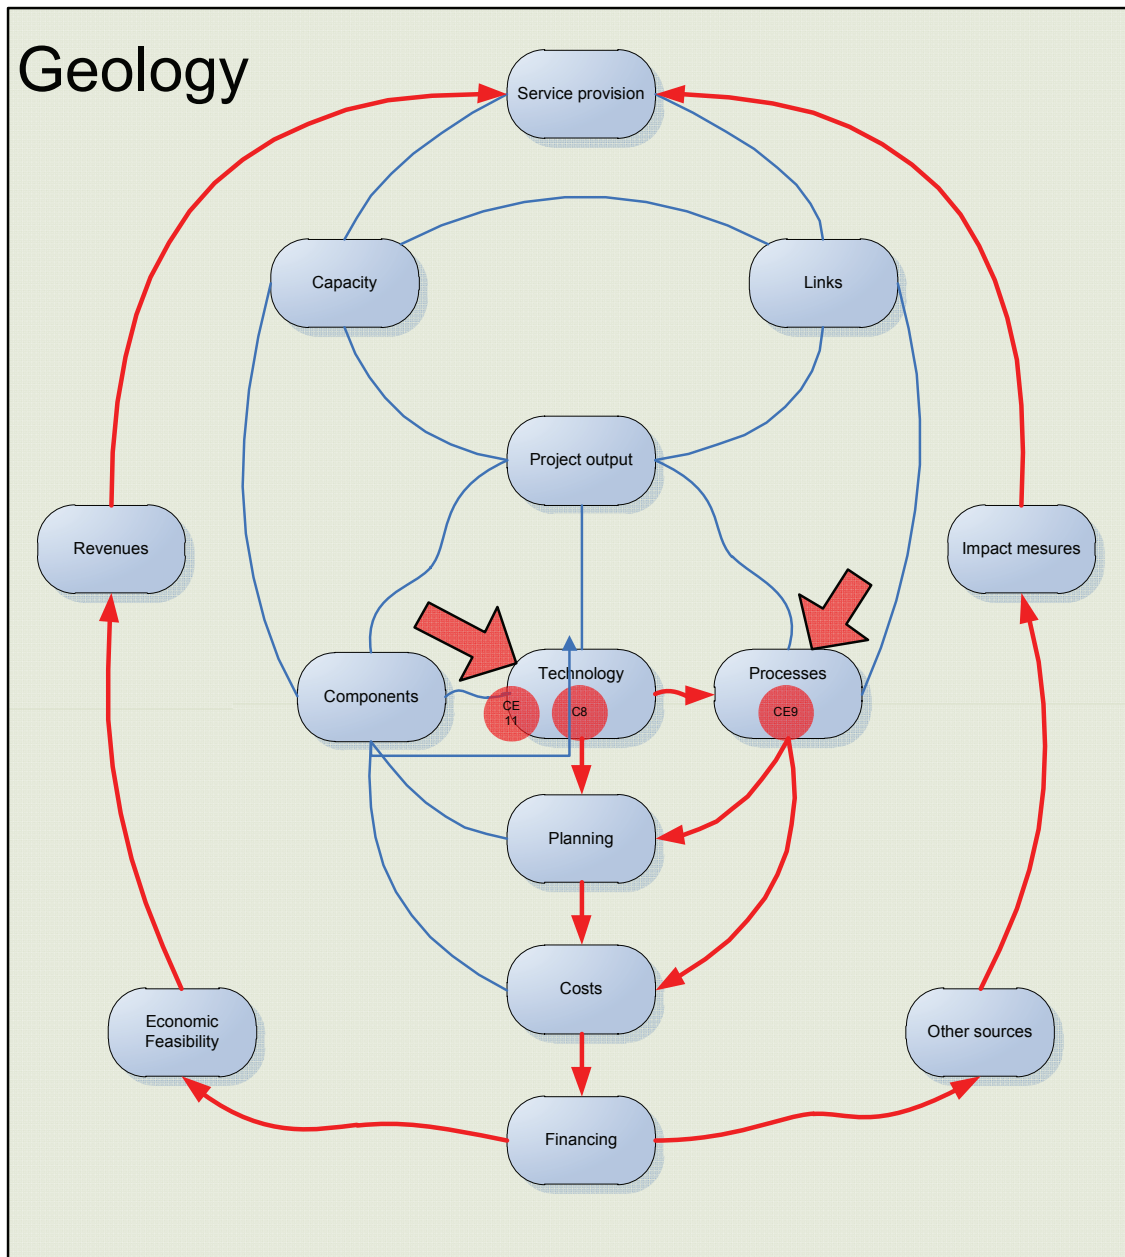 Geology
Service provision
Capacity
Links
Project output
Revenues
Impact mesures
Components
Technology
Processes
CE
11
C8
CE9
Planning
Costs
Economic
Feasibility
Other sources
Financing